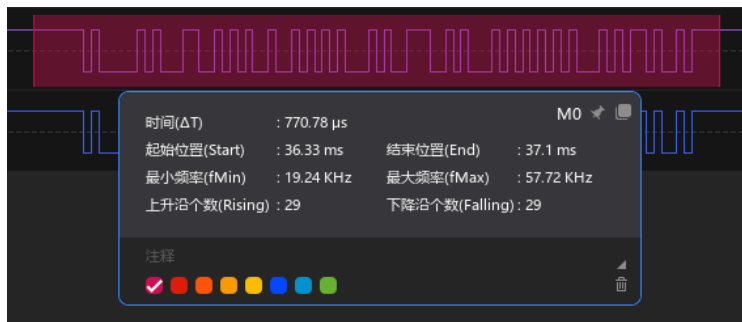 M0
时间(ΔT) : 770.78 μs
起始位置(Start) : 36.33 ms 结束位置(End) : 37.1 ms
最小频率(fMin) : 19.24 KHz 最大频率(fMax) : 57.72 KHz
上升沿个数(Rising) : 29 下降沿个数(Falling) : 29
注释